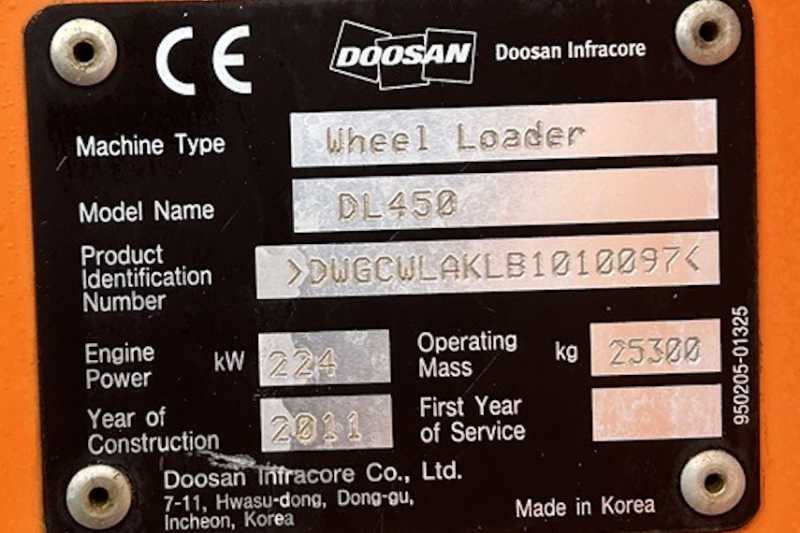 CE DOOSAN Doosan Infracore
Machine Type Wheel Loader
Model Name DL450
Product
Identification
Number
>DWGCWLAKLB1010097<
Engine
Power
kW 224
Operating
Mass
kg 25300
Year of
Construction
2011
First Year
of Service
950205-01325
Doosan Infracore Co., Ltd.
7-11, Hwasu-dong, Dong-gu,
Incheon, Korea
Made in Korea